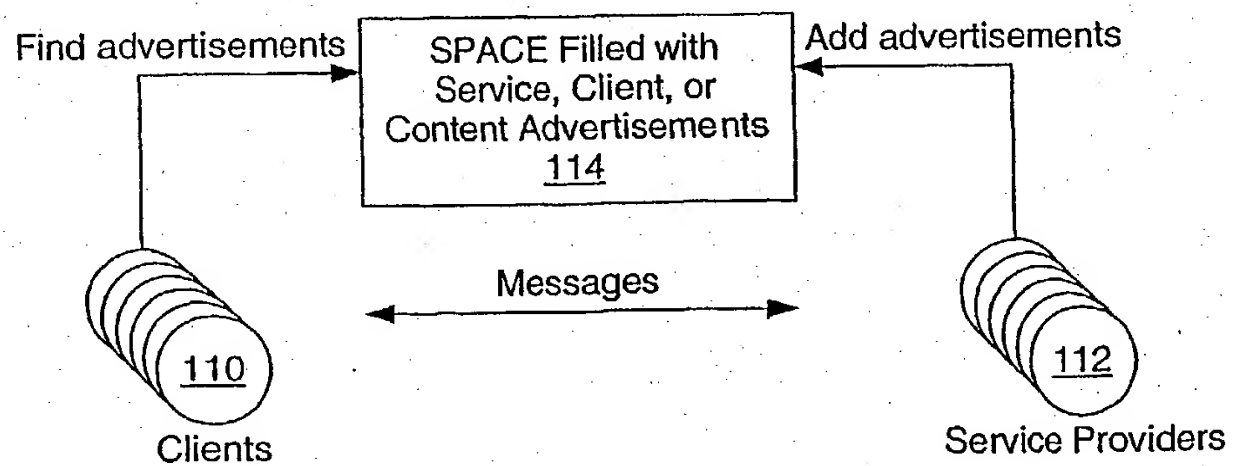 Find advertisements
SPACE Filled with
Service, Client, or
Content Advertisements
114
Add advertisements
Messages
110
Clients
112
Service Providers